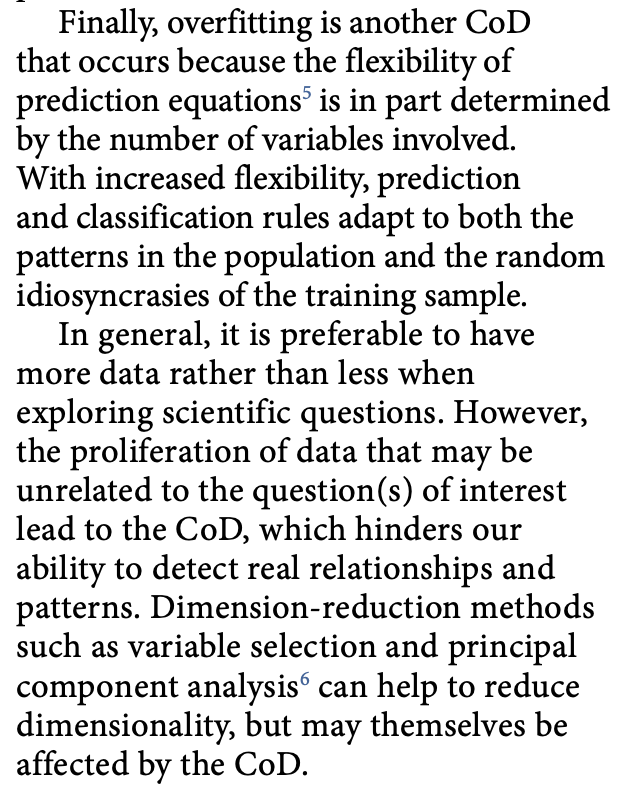 Finally, overfitting is another CoD
that occurs because the flexibility of
prediction equations5 is in part determined
by the number of variables involved.
With increased flexibility, prediction
and classification rules adapt to both the
patterns in the population and the random
idiosyncrasies of the training sample.
In general, it is preferable to have
more data rather than less when
exploring scientific questions. However,
the proliferation of data that may be
unrelated to the question(s) of interest
lead to the CoD, which hinders our
ability to detect real relationships and
patterns. Dimension-reduction methods
such as variable selection and principal
component analysis6 can help to reduce
dimensionality, but may themselves be
affected by the CoD.